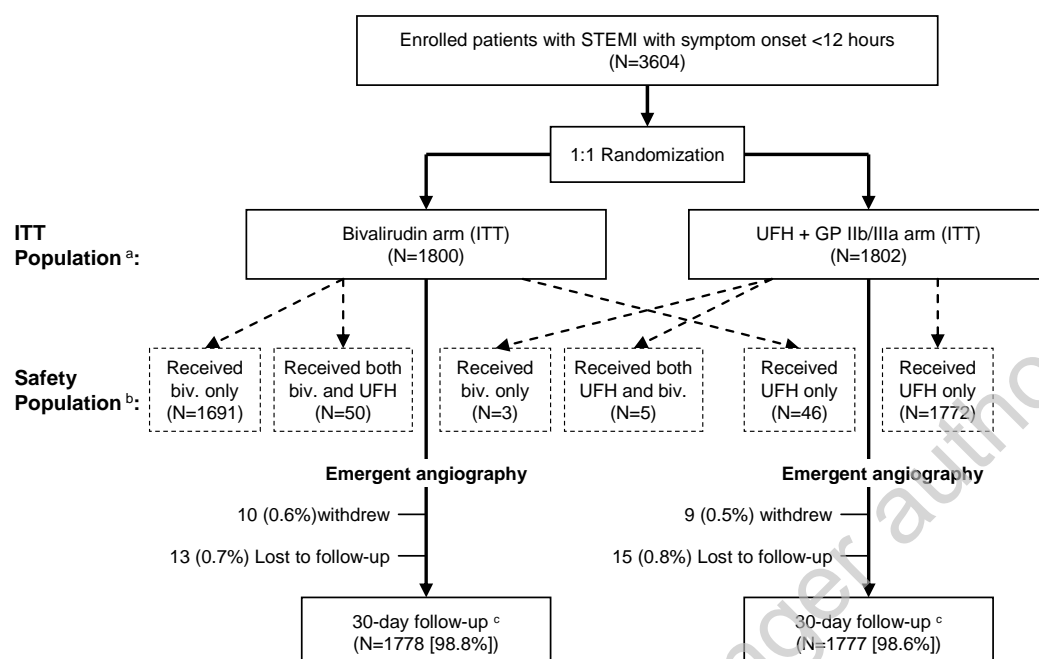 Enrolled patients with STEMI with symptom onset <12 hours
(N=3604)
1:1 Randomization
ITT
Population ᵃ:
Bivalirudin arm (ITT)
(N=1800)
UFH + GP IIb/IIIa arm (ITT)
(N=1802)
Safety
Population ᵇ:
Received
biv. only
(N=1691)
Received both
biv. and UFH
(N=50)
Received
biv. only
(N=3)
Received both
UFH and biv.
(N=5)
Received
UFH only
(N=46)
Received
UFH only
(N=1772)
Emergent angiography
Emergent angiography
10 (0.6%)withdrew
9 (0.5%) withdrew
13 (0.7%) Lost to follow-up
15 (0.8%) Lost to follow-up
30-day follow-up ᶜ
(N=1778 [98.8%])
30-day follow-up ᶜ
(N=1777 [98.6%])